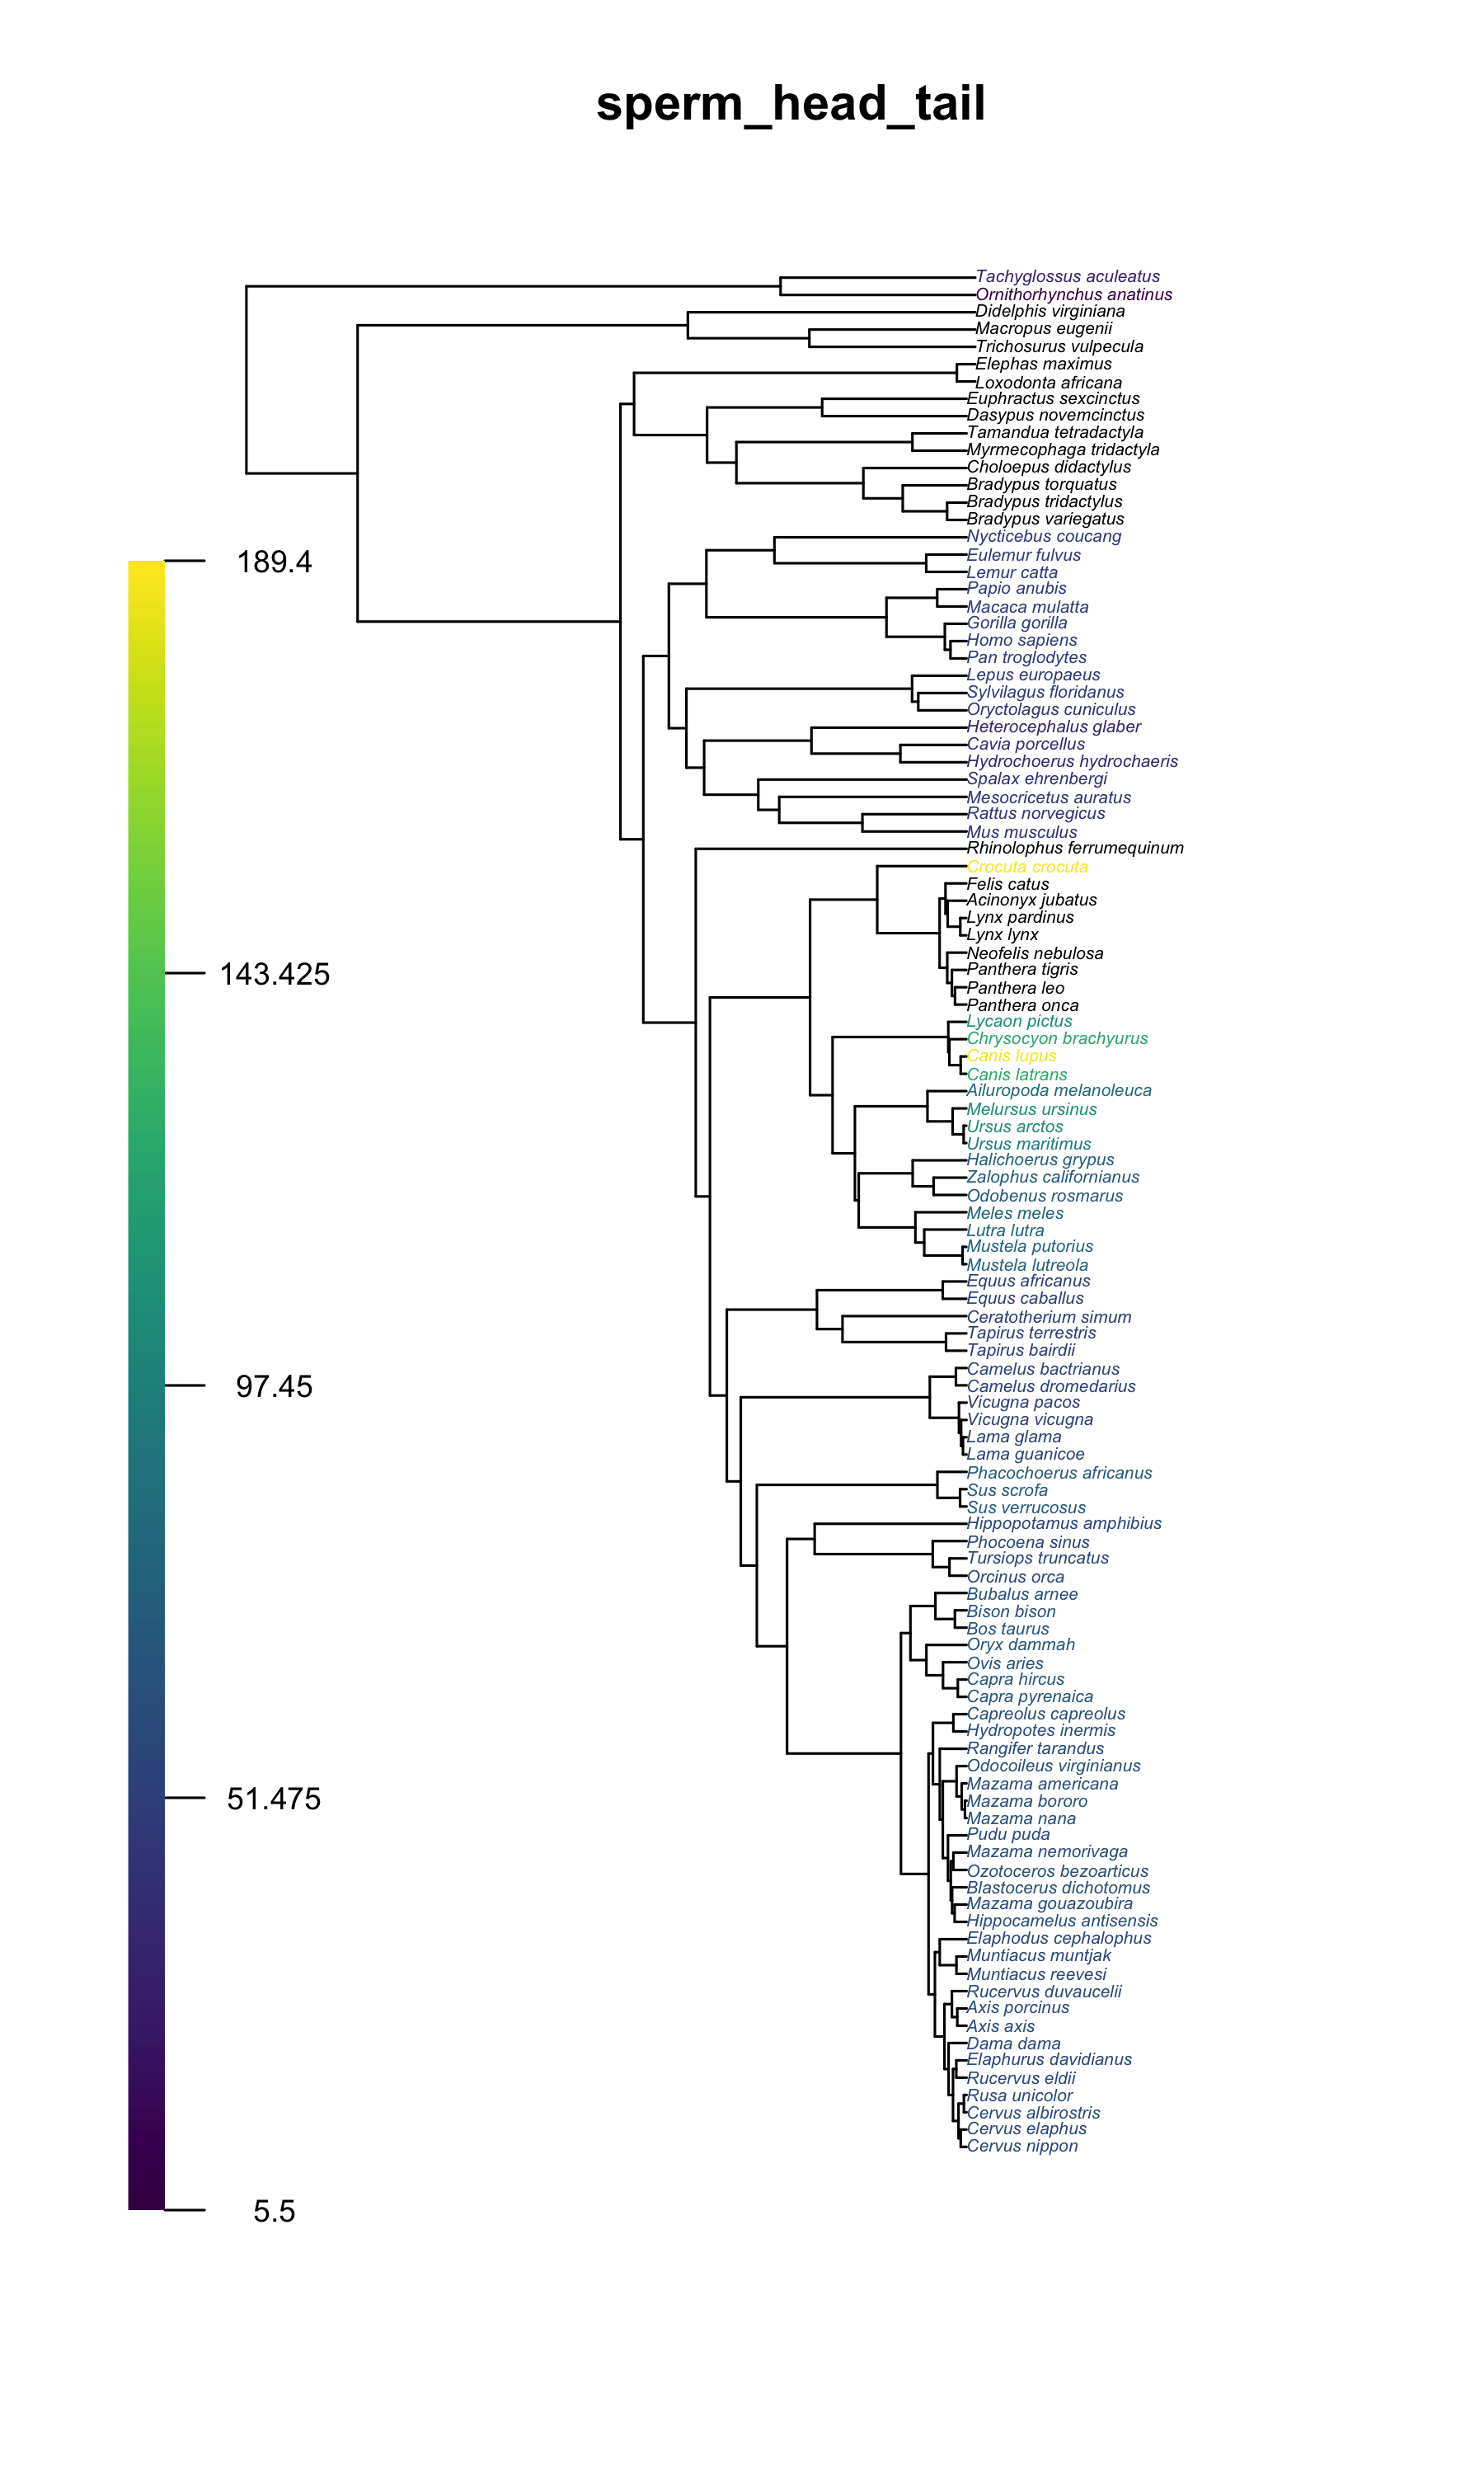 sperm_head_tail
Tachyglossus aculeatus
Ornithorhynchus anatinus
Didelphis virginiana
Macropus eugenii
Trichosurus vulpecula
Elephas maximus
Loxodonta africana
Euphractus sexcinctus
Dasypus novemcinctus
Tamandua tetradactyla
Myrmecophaga tridactyla
Choloepus didactylus
Bradypus torquatus
Bradypus tridactylus
Bradypus variegatus
Nycticebus coucang
Eulemur fulvus
Lemur catta
Papio anubis
Macaca mulatta
Gorilla gorilla
Homo sapiens
Pan troglodytes
Lepus europaeus
Sylvilagus floridanus
Oryctolagus cuniculus
Heterocephalus glaber
Cavia porcellus
Hydrochoerus hydrochaeris
Spalax ehrenbergi
Mesocricetus auratus
Rattus norvegicus
Mus musculus
Rhinolophus ferrumequinum
Crocuta crocuta
Felis catus
Acinonyx jubatus
Lynx pardinus
Lynx lynx
Neofelis nebulosa
Panthera tigris
Panthera leo
Panthera onca
Lycaon pictus
Chrysocyon brachyurus
Canis lupus
Canis latrans
Ailuropoda melanoleuca
Melursus ursinus
Ursus arctos
Ursus maritimus
Halichoerus grypus
Zalophus californianus
Odobenus rosmarus
Meles meles
Lutra lutra
Mustela putorius
Mustela lutreola
Equus africanus
Equus caballus
Ceratotherium simum
Tapirus terrestris
Tapirus bairdii
Camelus bactrianus
Camelus dromedarius
Vicugna pacos
Vicugna vicugna
Lama glama
Lama guanicoe
Phacochoerus africanus
Sus scrofa
Sus verrucosus
Hippopotamus amphibius
Phocoena sinus
Tursiops truncatus
Orcinus orca
Bubalus arnee
Bison bison
Bos taurus
Oryx dammah
Ovis aries
Capra hircus
Capra pyrenaica
Capreolus capreolus
Hydropotes inermis
Rangifer tarandus
Odocoileus virginianus
Mazama americana
Mazama bororo
Mazama nana
Pudu puda
Mazama nemorivaga
Ozotoceros bezoarticus
Blastocerus dichotomus
Mazama gouazoubira
Hippocamelus antisensis
Elaphodus cephalophus
Muntiacus muntjak
Muntiacus reevesi
Rucervus duvaucelii
Axis porcinus
Axis axis
Dama dama
Elaphurus davidianus
Rucervus eldii
Rusa unicolor
Cervus albirostris
Cervus elaphus
Cervus nippon
189.4
143.425
97.45
51.475
5.5